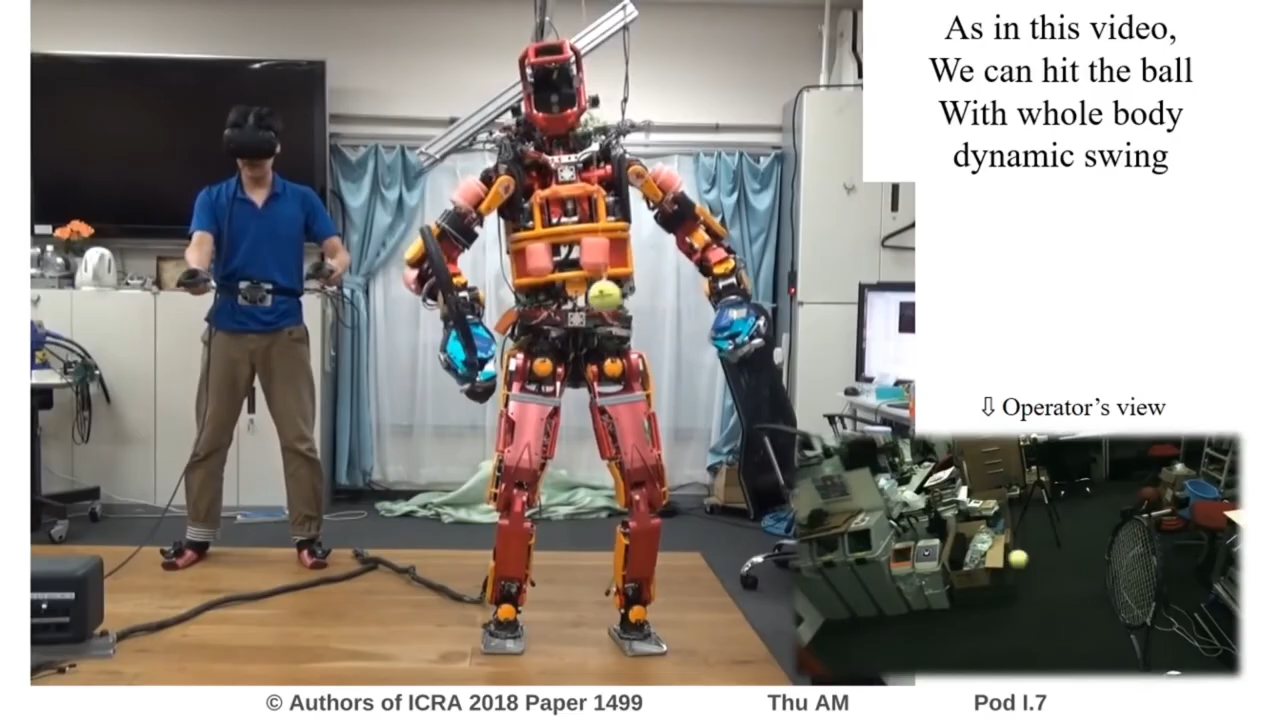 As in this video,
We can hit the ball
With whole body
dynamic swing
⇩ Operator’s view
© Authors of ICRA 2018 Paper 1499 Thu AM Pod I.7